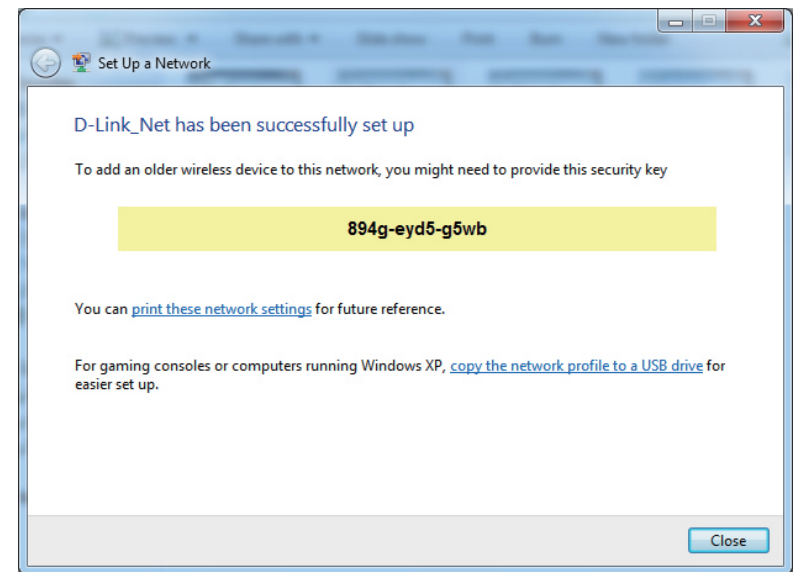 Set Up a Network
D-Link_Net has been successfully set up
To add an older wireless device to this network, you might need to provide this security key
894g-eyd5-g5wb
You can print these network settings for future reference.
For gaming consoles or computers running Windows XP, copy the network profile to a USB drive for
easier set up.
Close